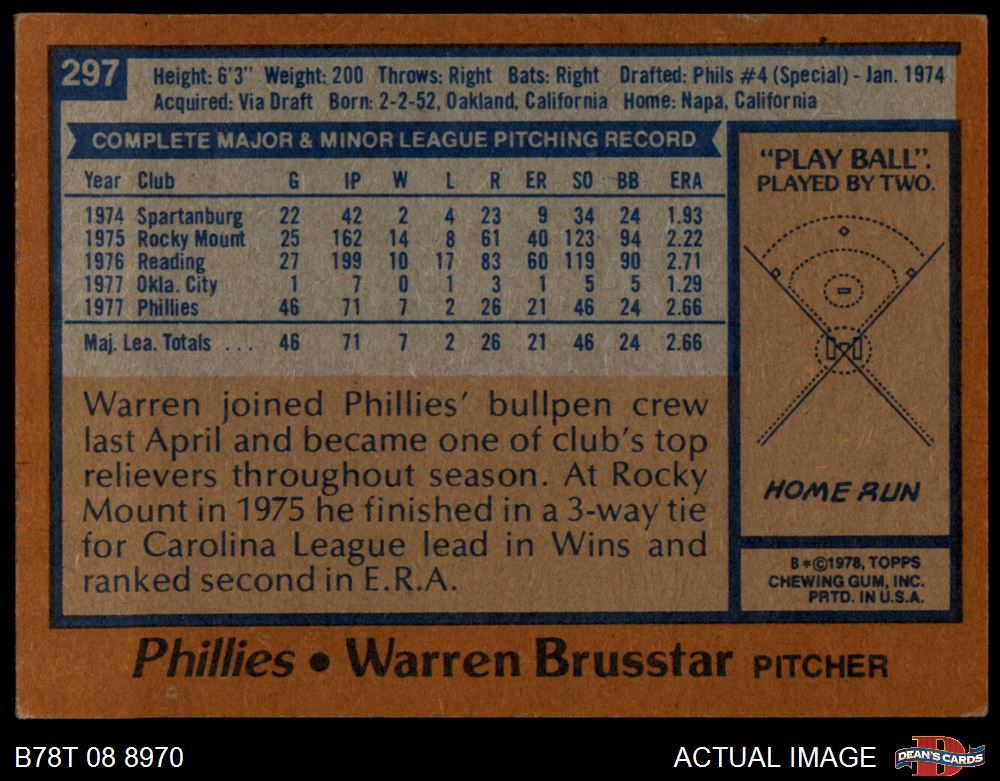 297
Height: 6'3" Weight: 200 Throws: Right Bats: Right Drafted: Phils #4 (Special) - Jan. 1974
Acquired: Via Draft Born: 2-2-52, Oakland, California Home: Napa, California
COMPLETE MAJOR & MINOR LEAGUE PITCHING RECORD
Year Club G IP W L R ER SO BB ERA
1974 Spartanburg 22 42 2 4 23 9 34 24 1.93
1975 Rocky Mount 25 162 14 8 61 40 123 94 2.22
1976 Reading 27 199 10 17 83 60 119 90 2.71
1977 Okla. City 1 7 0 1 3 1 5 5 1.29
1977 Phillies 46 71 7 2 26 21 46 24 2.66
Maj. Lea. Totals ... 46 71 7 2 26 21 46 24 2.66
Warren joined Phillies' bullpen crew
last April and became one of club's top
relievers throughout season. At Rocky
Mount in 1975 he finished in a 3-way tie
for Carolina League lead in Wins and
ranked second in E.R.A.
"PLAY BALL".
PLAYED BY TWO.
HOME RUN
B*©1978, TOPPS
CHEWING GUM, INC.
PRTD. IN U.S.A.
Phillies • Warren Brusstar PITCHER
B78T 08 8970
ACTUAL IMAGE
D
DEAN'S CARDS